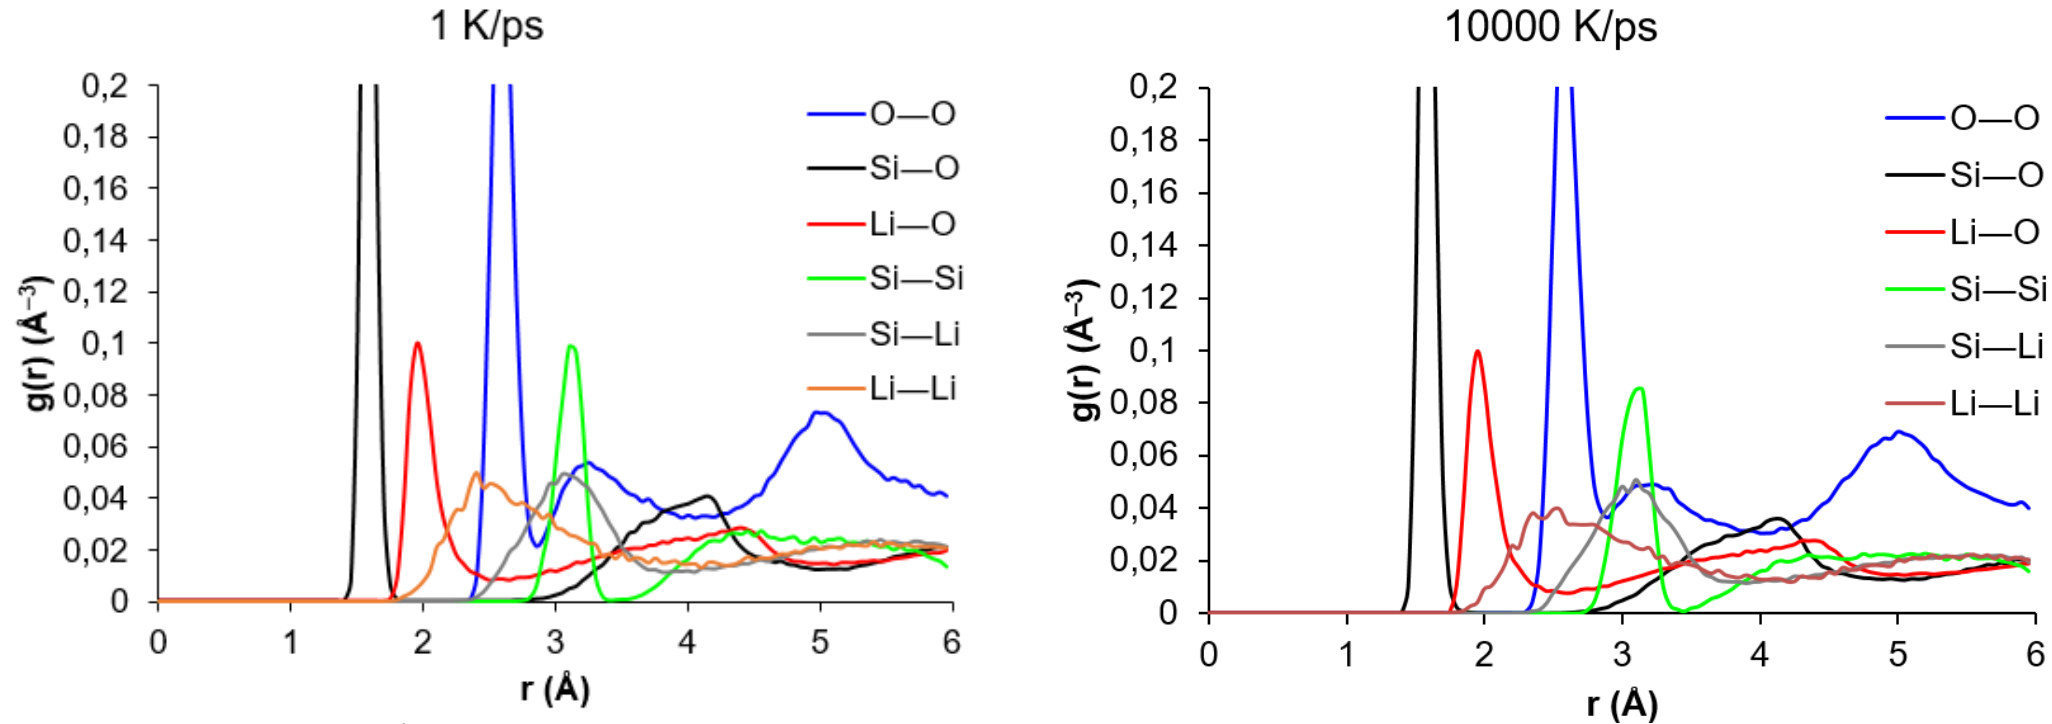 1 K/ps
0,2
0,18
0,16
0,14
0,12
0,1
0,08
0,06
0,04
0,02
0
g(r) (Å⁻³)
0 1 2 3 4 5 6
r (Å)
O—O
Si—O
Li—O
Si—Si
Si—Li
Li—Li
10000 K/ps
0,2
0,18
0,16
0,14
0,12
0,1
0,08
0,06
0,04
0,02
0
g(r) (Å⁻³)
0 1 2 3 4 5 6
r (Å)
O—O
Si—O
Li—O
Si—Si
Si—Li
Li—Li